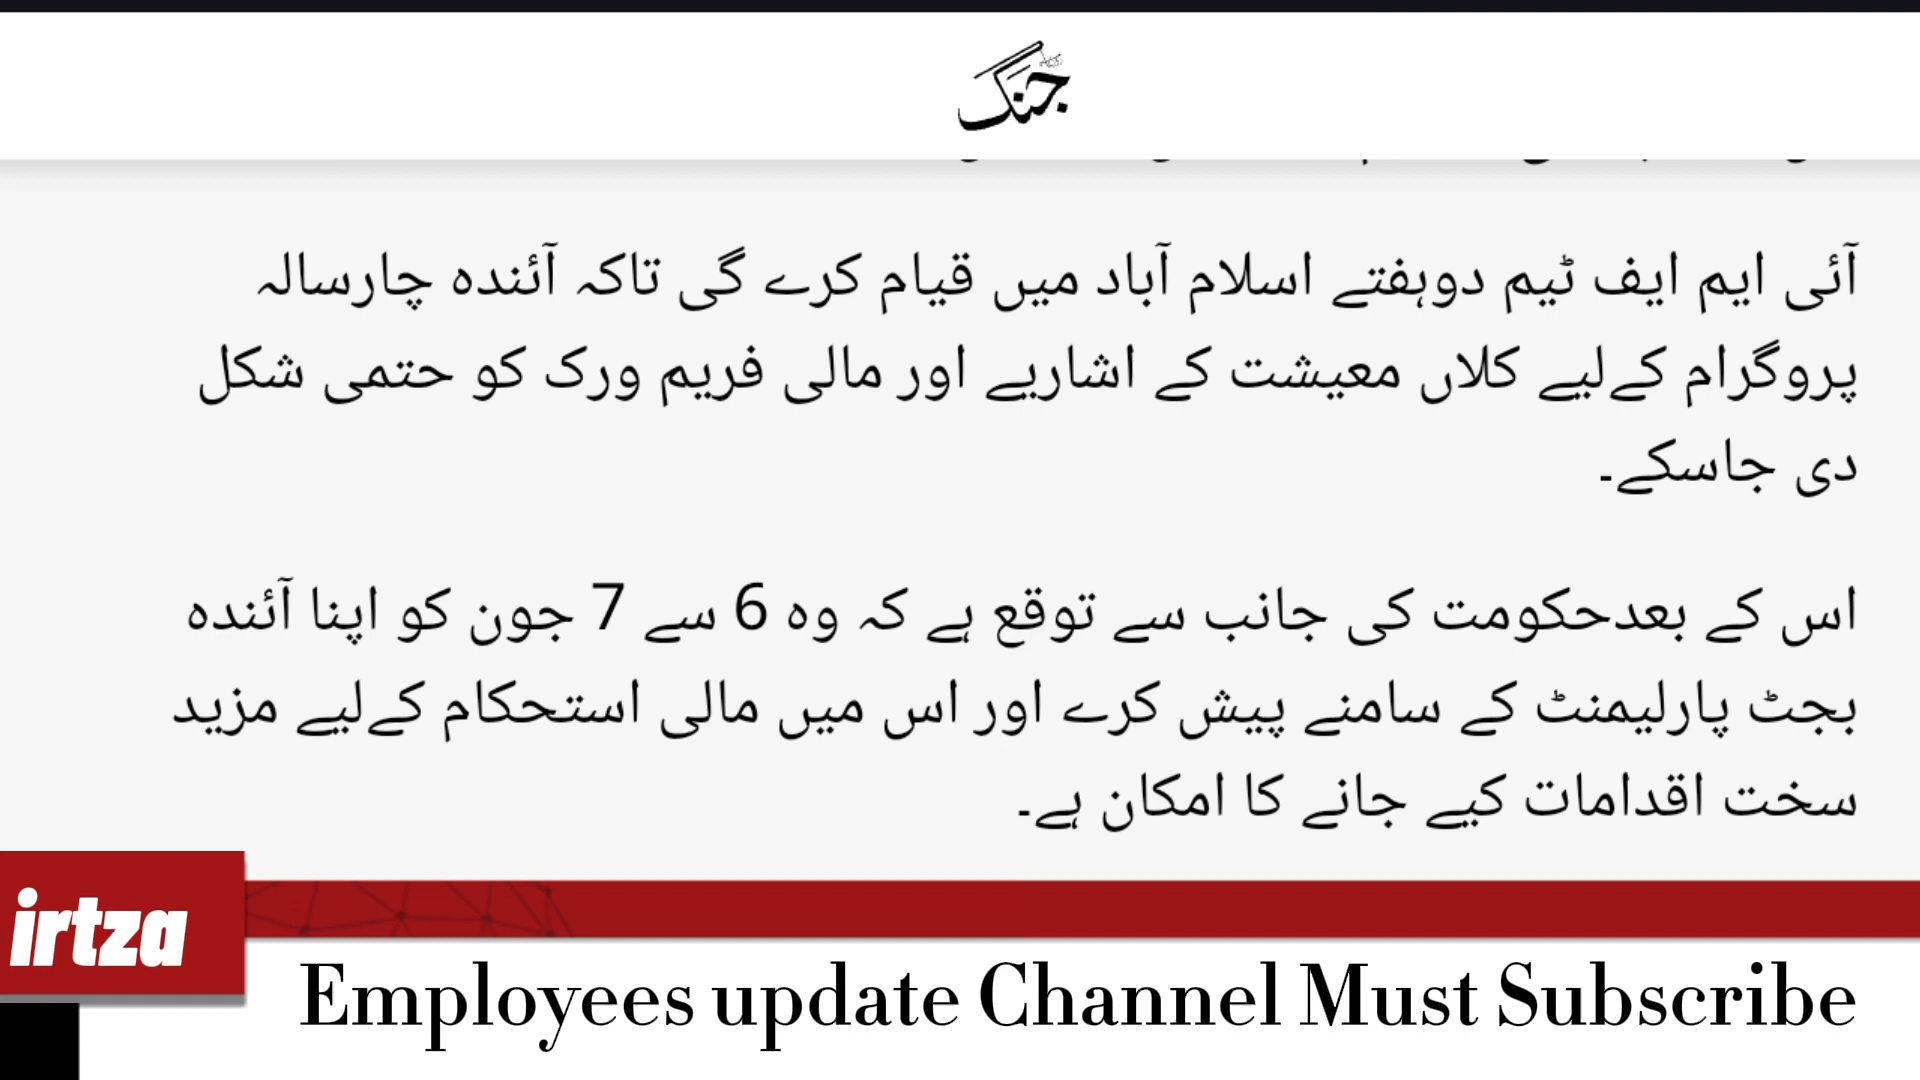 جنگ
آئی ایم ایف ٹیم دوہفتے اسلام آباد میں قیام کرے گی تاکہ آئندہ چارسالہ
پروگرام کےلیے کلاں معیشت کے اشاریے اور مالی فریم ورک کو حتمی شکل
دی جاسکے۔
اس کے بعدحکومت کی جانب سے توقع ہے کہ وہ 6 سے 7 جون کو اپنا آئندہ
بجٹ پارلیمنٹ کے سامنے پیش کرے اور اس میں مالی استحکام کےلیے مزید
سخت اقدامات کیے جانے کا امکان ہے۔
irtza
Employees update Channel Must Subscribe